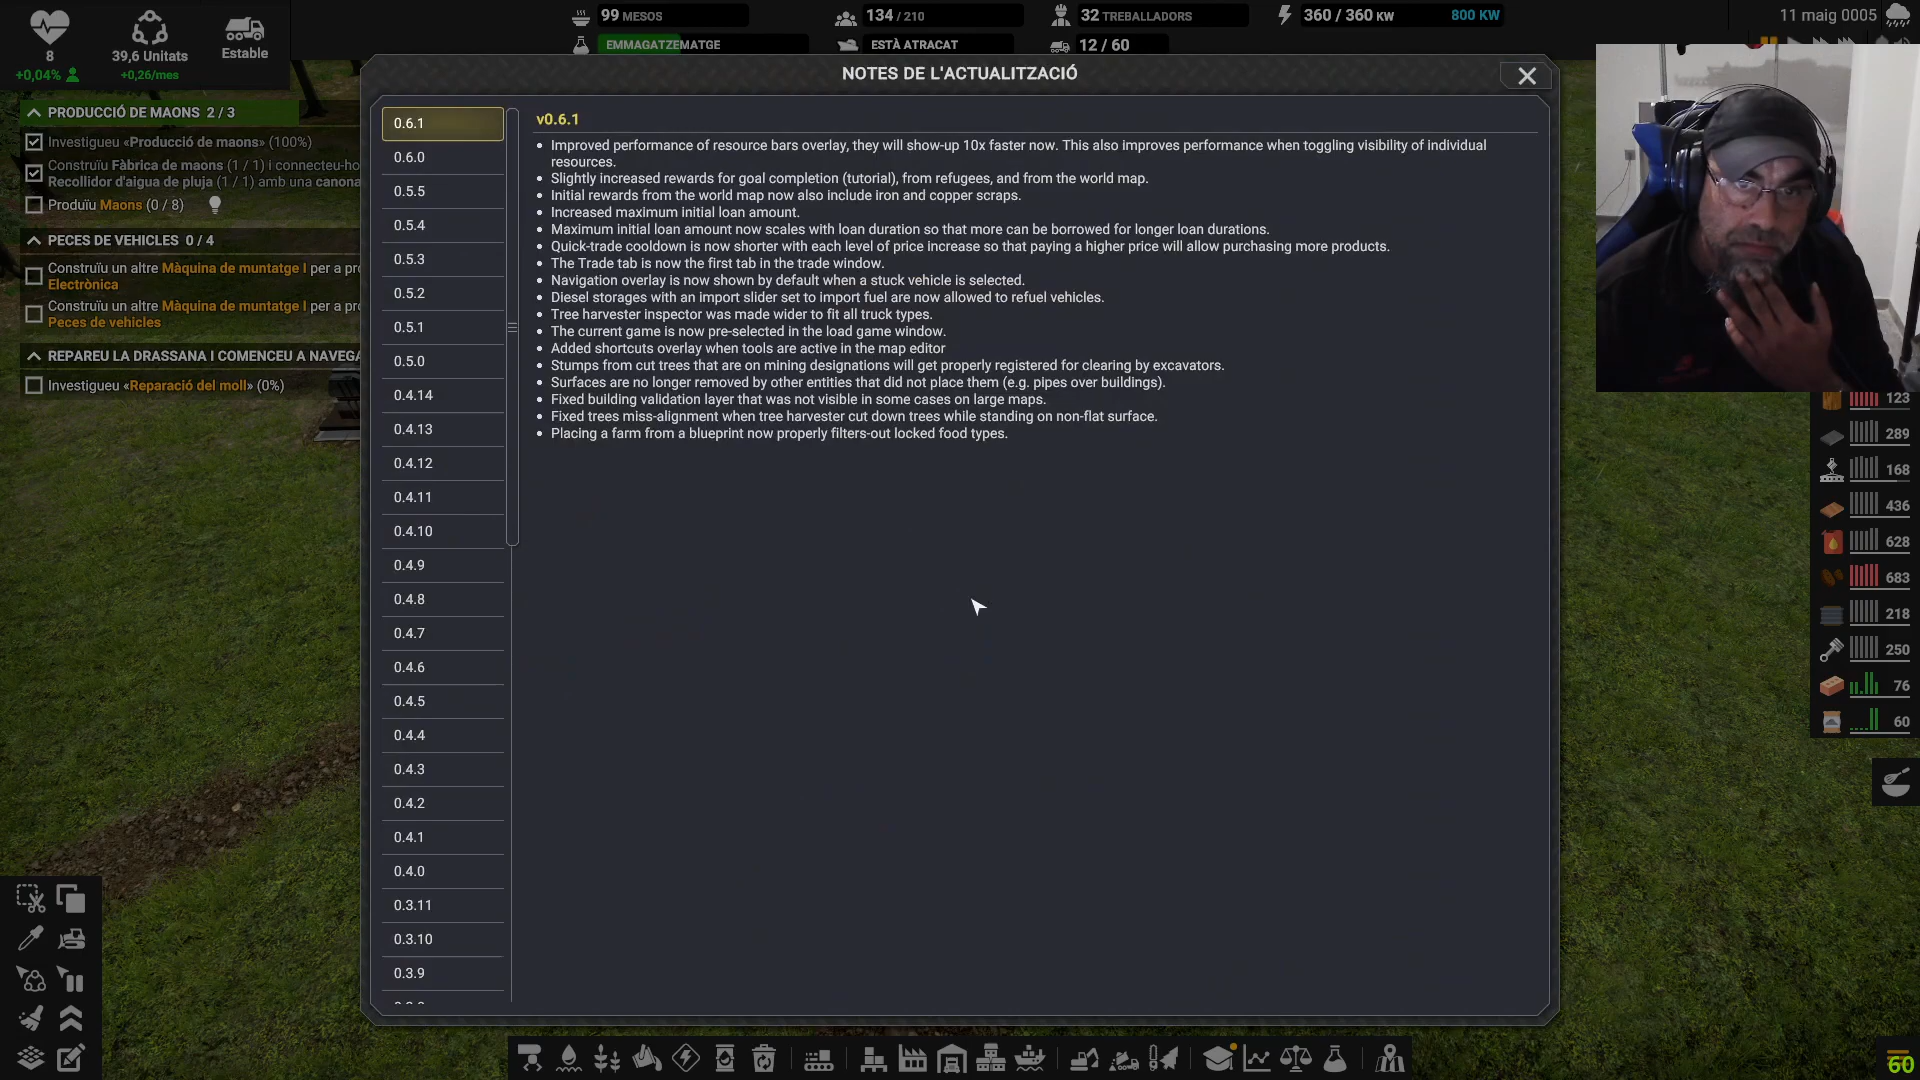 8
+0,04%
39,6 Unitats
+0,26/mes
Estable
99 MESOS
134 / 210
32 TREBALLADORS
360 / 360 KW
800 KW
11 maig 0005
EMMAGATZEMATGE
ESTÀ ATRACAT
12 / 60
PRODUCCIÓ DE MAONS 2 / 3
Investigueu «Producció de maons» (100%)
Construïu Fàbrica de maons (1 / 1) i connecteu-ho
Recollidor d'aigua de pluja (1 / 1) amb una canona
Produïu Maons (0 / 8)
PECES DE VEHICLES 0 / 4
Construïu un altre Màquina de muntatge I per a pro
Electrònica
Construïu un altre Màquina de muntatge I per a pro
Peces de vehicles
REPAREU LA DRASSANA I COMENCEU A NAVEGA
Investigueu «Reparació del moll» (0%)
NOTES DE L'ACTUALITZACIÓ
0.6.1
0.6.0
0.5.5
0.5.4
0.5.3
0.5.2
0.5.1
0.5.0
0.4.14
0.4.13
0.4.12
0.4.11
0.4.10
0.4.9
0.4.8
0.4.7
0.4.6
0.4.5
0.4.4
0.4.3
0.4.2
0.4.1
0.4.0
0.3.11
0.3.10
0.3.9
v0.6.1
• Improved performance of resource bars overlay, they will show-up 10x faster now. This also improves performance when toggling visibility of individual
resources.
• Slightly increased rewards for goal completion (tutorial), from refugees, and from the world map.
• Initial rewards from the world map now also include iron and copper scraps.
• Increased maximum initial loan amount.
• Maximum initial loan amount now scales with loan duration so that more can be borrowed for longer loan durations.
• Quick-trade cooldown is now shorter with each level of price increase so that paying a higher price will allow purchasing more products.
• The Trade tab is now the first tab in the trade window.
• Navigation overlay is now shown by default when a stuck vehicle is selected.
• Diesel storages with an import slider set to import fuel are now allowed to refuel vehicles.
• Tree harvester inspector was made wider to fit all truck types.
• The current game is now pre-selected in the load game window.
• Added shortcuts overlay when tools are active in the map editor
• Stumps from cut trees that are on mining designations will get properly registered for clearing by excavators.
• Surfaces are no longer removed by other entities that did not place them (e.g. pipes over buildings).
• Fixed building validation layer that was not visible in some cases on large maps.
• Fixed trees miss-alignment when tree harvester cut down trees while standing on non-flat surface.
• Placing a farm from a blueprint now properly filters-out locked food types.
123
289
168
436
628
683
218
250
76
60
60